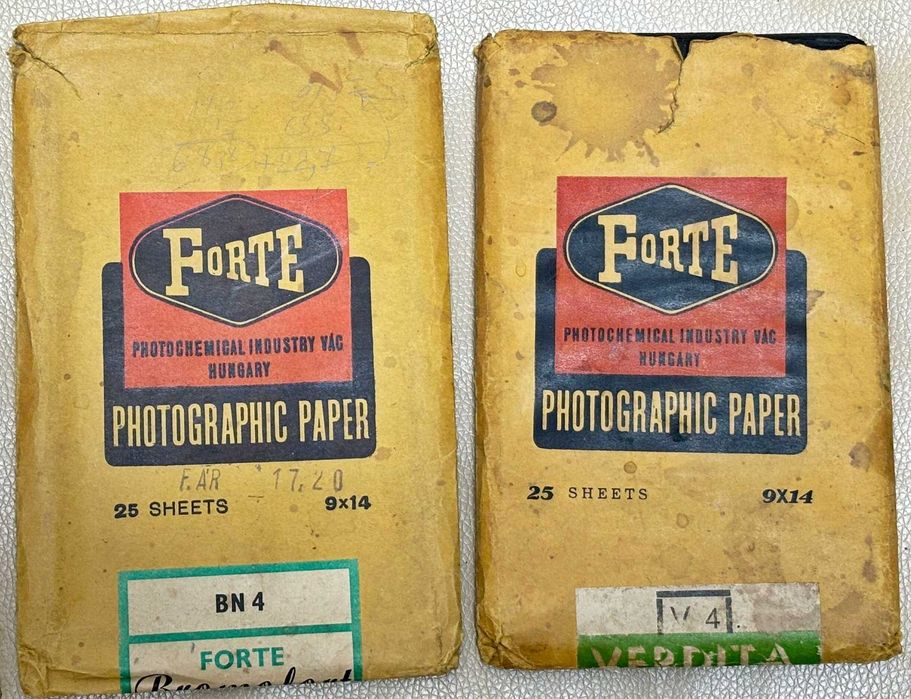 FORTE
PHOTOCHEMICAL INDUSTRY VÁC
HUNGARY
PHOTOGRAPHIC PAPER
F.ÁR 17.20
25 SHEETS 9x14
BN 4
FORTE
Bromofort
FORTE
PHOTOCHEMICAL INDUSTRY VÁC
HUNGARY
PHOTOGRAPHIC PAPER
25 SHEETS 9X14
V 4
VERDITA